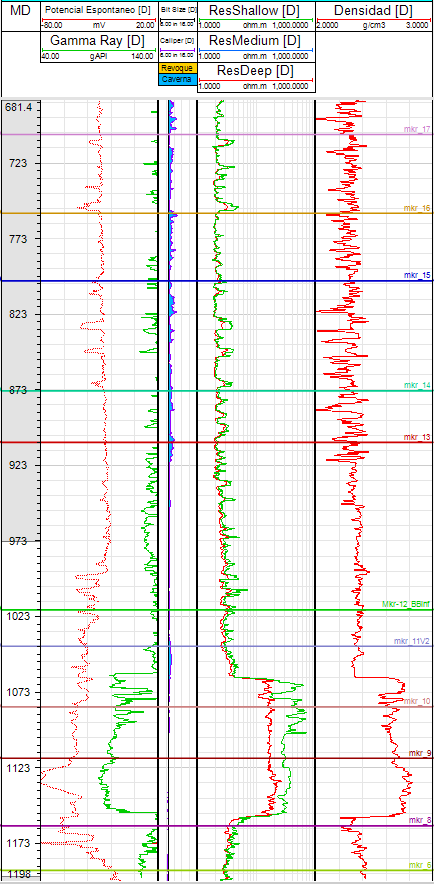 MD
Potencial Espontaneo [D]
50.00 mV 20.00
Gamma Ray [D]
40.00 gAPI 140.00
Bit Size [D]
6.00 in 16.00
Caliper [D]
6.00 in 16.00
Revoque
Caverna
ResShallow [D]
1.0000 ohm.m 1,000.0000
ResMedium [D]
1.0000 ohm.m 1,000.0000
ResDeep [D]
1.0000 ohm.m 1,000.0000
Densidad [D]
2.0000 g/cm3 3.0000
681.4
mkr_17
723
mkr_16
773
mkr_15
823
873
mkr_14
mkr_13
923
973
Mkr-12_BBinf
1023
mkr_11V2
1073
mkr_10
mkr_9
1123
mkr_8
1173
1198